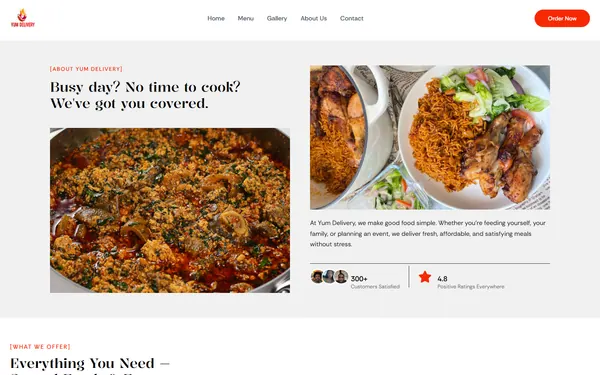 YUM DELIVERY
Home
Menu
Gallery
About Us
Contact
Order Now
[ABOUT YUM DELIVERY]
Busy day? No time to cook?
We've got you covered.
At Yum Delivery, we make good food simple. Whether you're feeding yourself, your
family, or planning an event, we deliver fresh, affordable, and satisfying meals
without stress.
300+
Customers Satisfied
4.8
Positive Ratings Everywhere
[WHAT WE OFFER]
Everything You Need —